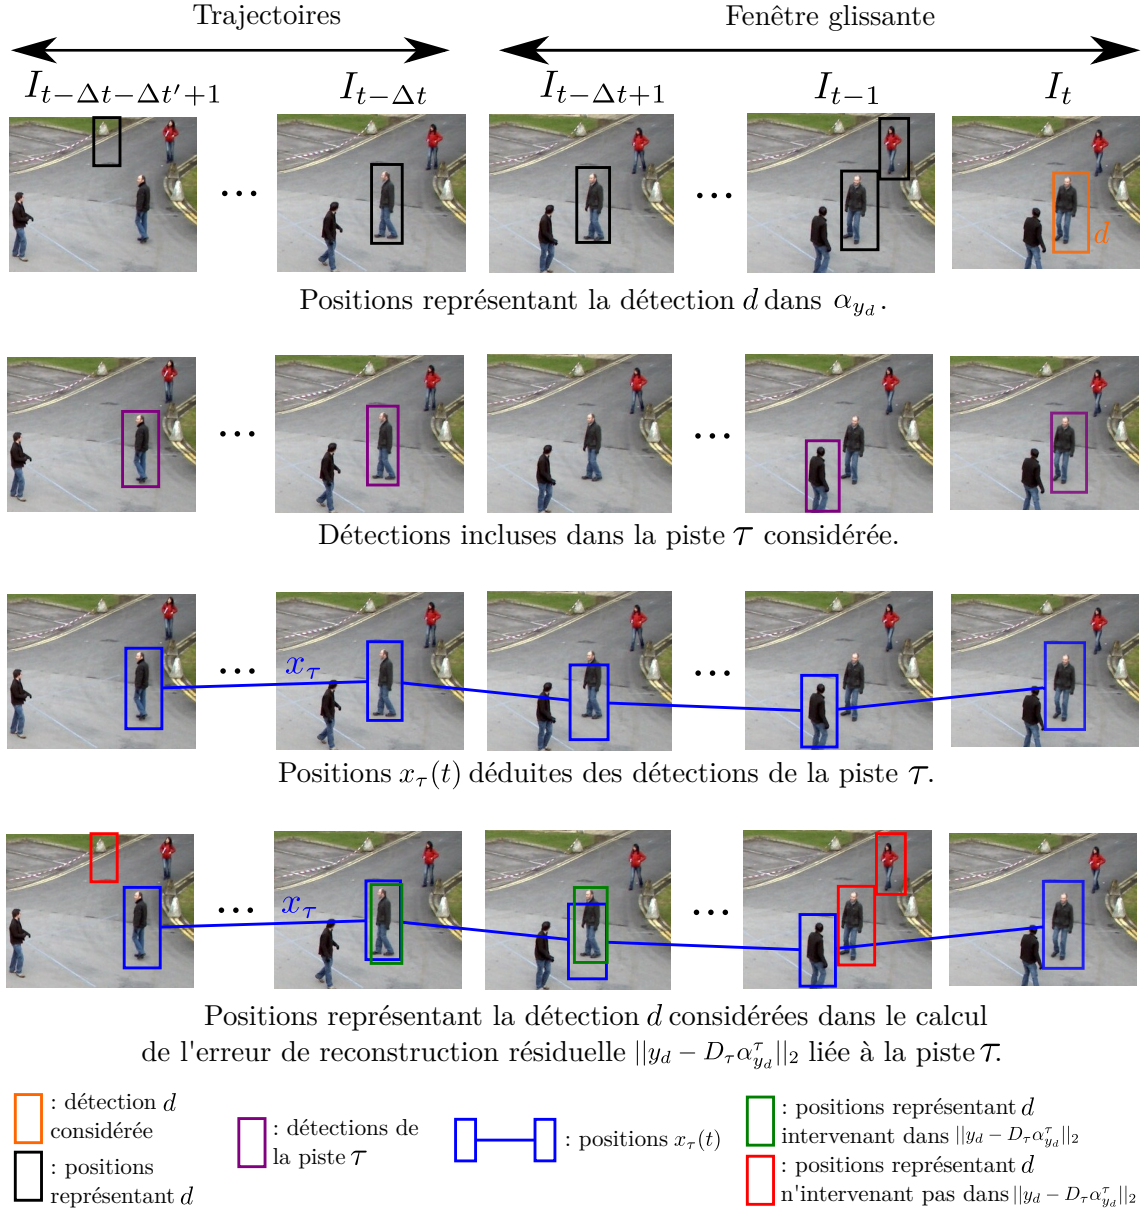 Trajectoires Fenêtre glissante
I_{t-Δt-Δt'+1} I_{t-Δt} I_{t-Δt+1} I_{t-1} I_t
... ...
d
Positions représentant la détection d dans α_{y_d}.
... ...
Détections incluses dans la piste τ considérée.
... x_τ ...
Positions x_τ(t) déduites des détections de la piste τ.
... x_τ ...
Positions représentant la détection d considérées dans le calcul
de l'erreur de reconstruction résiduelle ||y_d − D_τ α^τ_{y_d}||_2 liée à la piste τ.
: détection d
considérée
: positions
représentant d
: détections de
la piste τ
: positions x_τ(t)
: positions représentant d
intervenant dans ||y_d − D_τ α^τ_{y_d}||_2
: positions représentant d
n'intervenant pas dans ||y_d − D_τ α^τ_{y_d}||_2